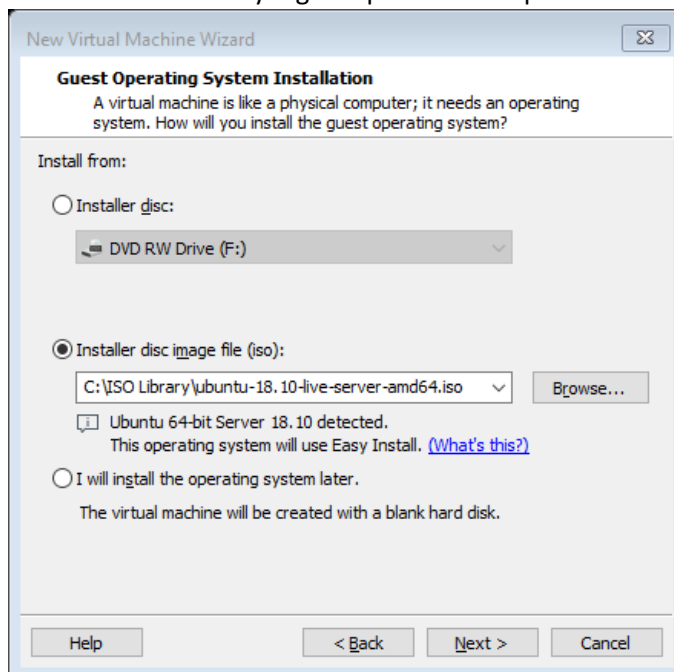 New Virtual Machine Wizard
Guest Operating System Installation
A virtual machine is like a physical computer; it needs an operating
system. How will you install the guest operating system?
Install from:
Installer disc:
DVD RW Drive (F:)
Installer disc image file (iso):
C:\ISO Library\ubuntu-18.10-live-server-amd64.iso
Browse...
Ubuntu 64-bit Server 18.10 detected.
This operating system will use Easy Install. (What's this?)
I will install the operating system later.
The virtual machine will be created with a blank hard disk.
Help
< Back
Next >
Cancel